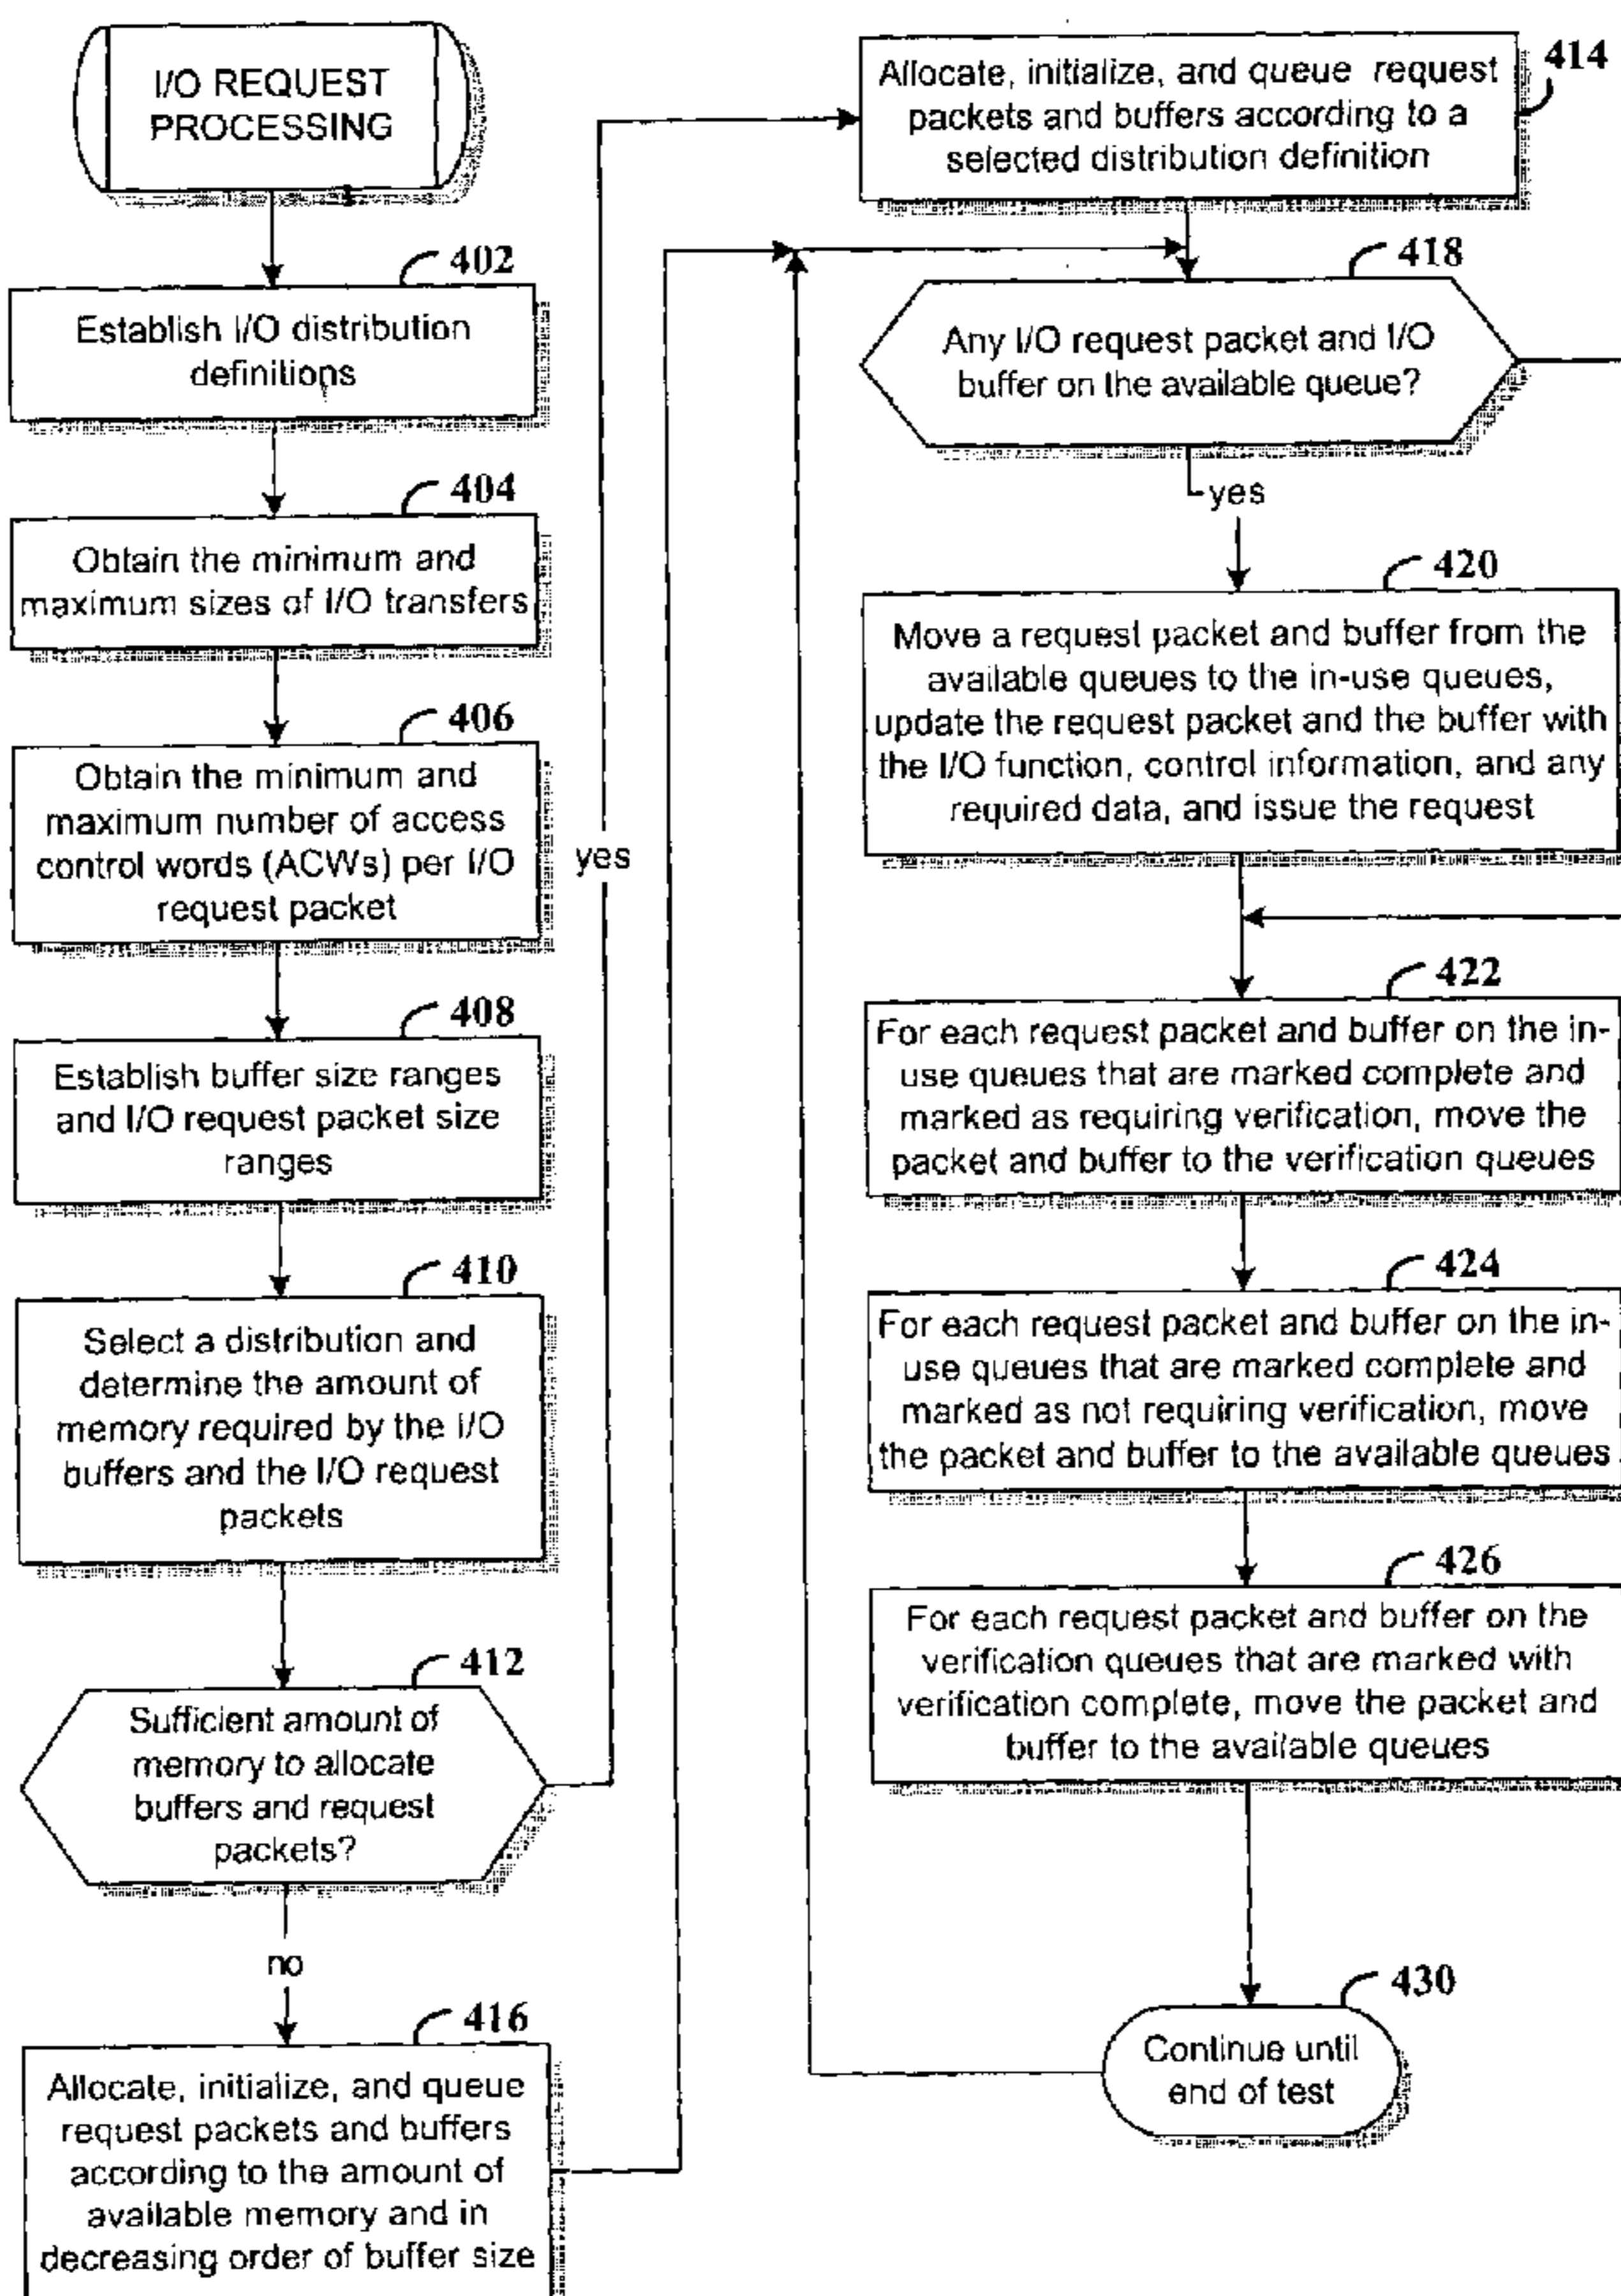 I/O REQUEST
PROCESSING
402
Establish I/O distribution
definitions
404
Obtain the minimum and
maximum sizes of I/O transfers
406
Obtain the minimum and
maximum number of access
control words (ACWs) per I/O
request packet
408
Establish buffer size ranges
and I/O request packet size
ranges
410
Select a distribution and
determine the amount of
memory required by the I/O
buffers and the I/O request
packets
412
Sufficient amount of
memory to allocate
buffers and request
packets?
yes
no
416
Allocate, initialize, and queue
request packets and buffers
according to the amount of
available memory and in
decreasing order of buffer size
414
Allocate, initialize, and queue request
packets and buffers according to a
selected distribution definition
418
Any I/O request packet and I/O
buffer on the available queue?
yes
420
Move a request packet and buffer from the
available queues to the in-use queues,
update the request packet and the buffer with
the I/O function, control information, and any
required data, and issue the request
422
For each request packet and buffer on the in-
use queues that are marked complete and
marked as requiring verification, move the
packet and buffer to the verification queues
424
For each request packet and buffer on the in-
use queues that are marked complete and
marked as not requiring verification, move
the packet and buffer to the available queues
426
For each request packet and buffer on the
verification queues that are marked with
verification complete, move the packet and
buffer to the available queues
430
Continue until
end of test